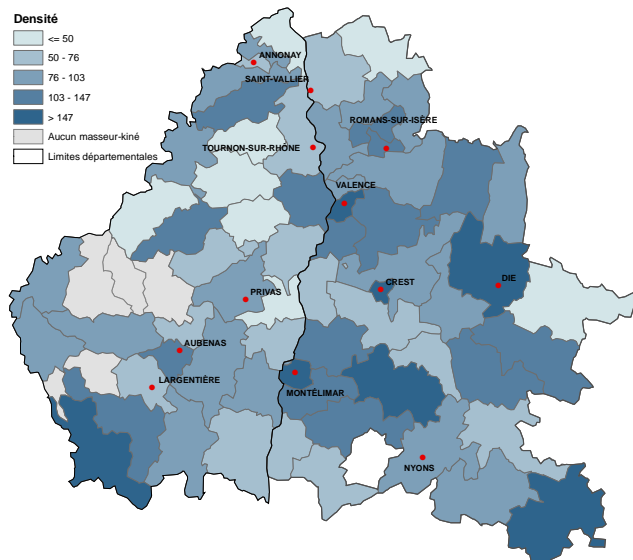 Densité
<= 50
50 - 76
76 - 103
103 - 147
> 147
Aucun masseur-kiné
Limites départementales
ANNONAY
SAINT-VALLIER
ROMANS-SUR-ISÈRE
TOURNON-SUR-RHÔNE
VALENCE
DIE
CREST
PRIVAS
AUBENAS
LARGENTIÈRE
MONTÉLIMAR
NYONS